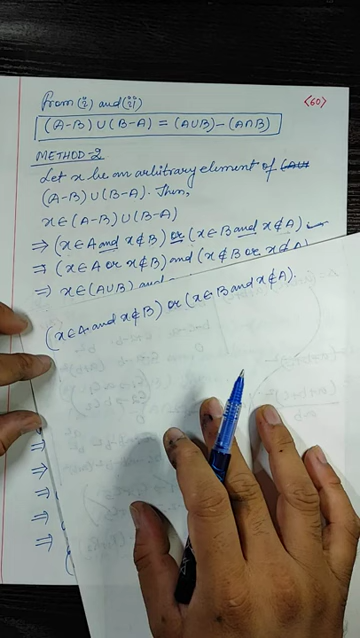 From (i) and (ii)
<60>
(A-B)∪(B-A) = (A∪B)-(A∩B)
METHOD-2
Let x be an arbitrary element of
(A-B)∪(B-A). Then,
x∈(A-B)∪(B-A)
⇒ (x∈A and x∉B) or (x∈B and x∉A)
⇒ (x∈A or x∉B) and (x∉B or x∉A)
⇒ x∈(A∪B) and
(x∈A and x∉B) or (x∈B and x∉A).
⇒
⇒
⇒
⇒
⇒